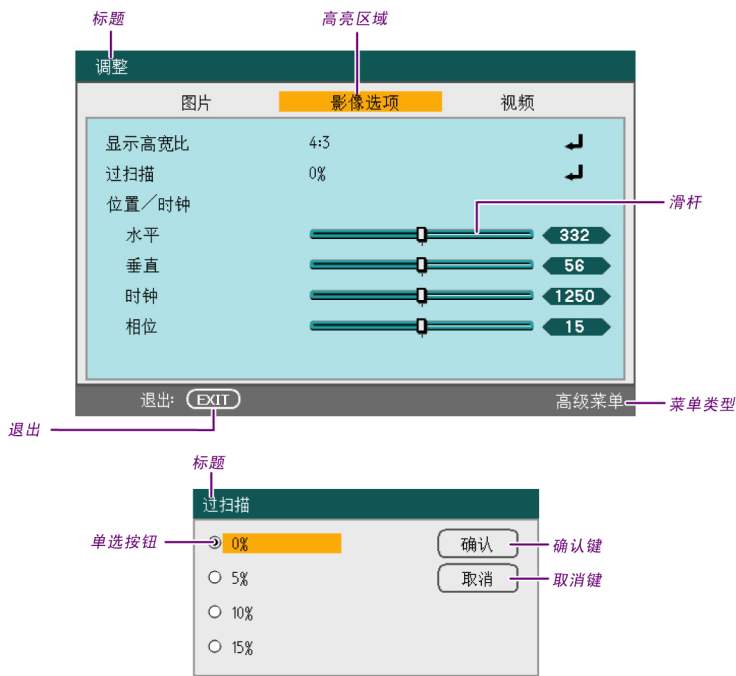 标题
高亮区域
调整
图片 影像选项 视频
显示高宽比 4:3
过扫描 0%
位置／时钟
滑杆
水平 332
垂直 56
时钟 1250
相位 15
退出: EXIT 高级菜单
菜单类型
退出
标题
过扫描
单选按钮
0% 确认
确认键
5% 取消
取消键
10%
15%